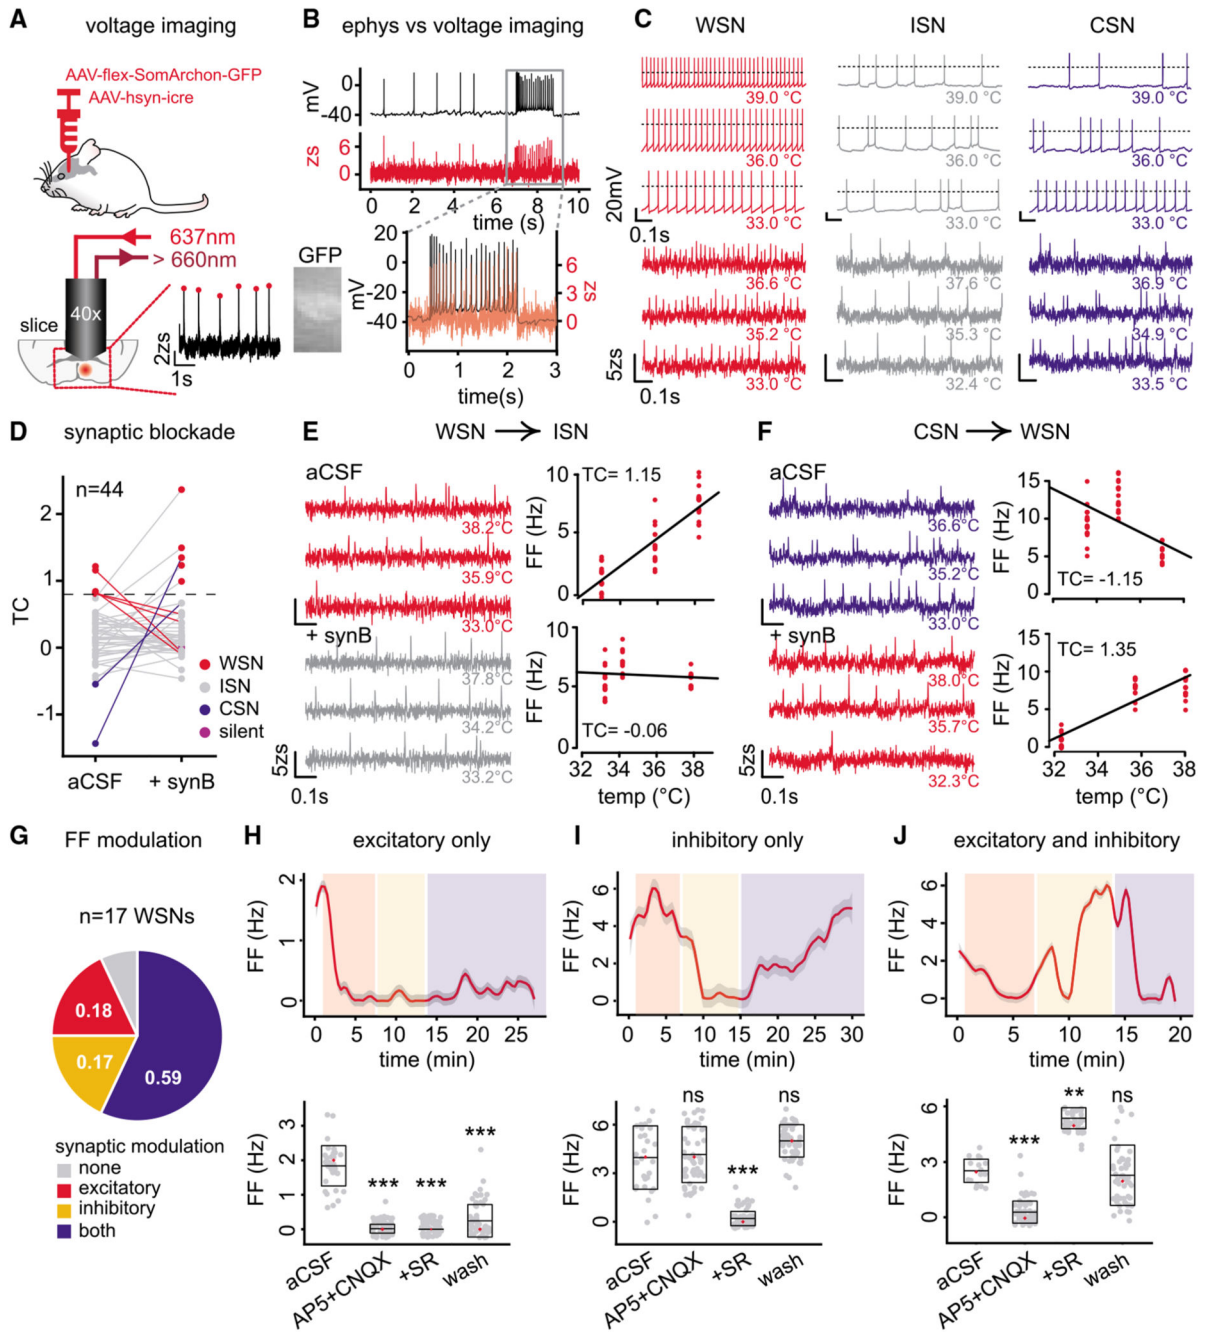 A
voltage imaging
AAV-flex-SomArchon-GFP
AAV-hsyn-icre
637nm
> 660nm
40x
slice
2zs
1s
B
ephys vs voltage imaging
mV
0
-40
zs
6
0
0 2 4 6 8 10
time (s)
GFP
mV
20
0
-20
-40
6
3
0
zs
0 1 2 3
time(s)
C
WSN
ISN
CSN
39.0 °C
39.0 °C
39.0 °C
36.0 °C
36.0 °C
36.0 °C
33.0 °C
33.0 °C
33.0 °C
20mV
0.1s
36.6 °C
37.6 °C
36.9 °C
35.2 °C
35.3 °C
34.9 °C
33.0 °C
32.4 °C
33.5 °C
5zs
0.1s
D
synaptic blockade
n=44
TC
2
1
0
-1
WSN
ISN
CSN
silent
aCSF
+ synB
E
WSN
ISN
aCSF
38.2°C
35.9°C
33.0°C
+ synB
37.8°C
34.2°C
33.2°C
5zs
0.1s
TC= 1.15
FF (Hz)
10
5
0
FF (Hz)
10
5
0
TC= -0.06
32 34 36 38
temp (°C)
F
CSN
WSN
aCSF
36.6°C
35.2°C
33.0°C
+ synB
38.0°C
35.7°C
32.3°C
5zs
0.1s
FF (Hz)
15
10
5
0
TC= -1.15
TC= 1.35
FF (Hz)
15
10
5
0
32 34 36 38
temp (°C)
G
FF modulation
n=17 WSNs
0.18
0.17
0.59
synaptic modulation
none
excitatory
inhibitory
both
H
excitatory only
FF (Hz)
2
1
0
0 5 10 15 20 25
time (min)
FF (Hz)
3
2
1
0
***
***
***
aCSF
AP5+CNQX
+SR
wash
I
inhibitory only
FF (Hz)
6
4
2
0
0 5 10 15 20 25 30
time (min)
FF (Hz)
6
3
0
ns
***
ns
aCSF
AP5+CNQX
+SR
wash
J
excitatory and inhibitory
FF (Hz)
6
4
2
0
0 5 10 15 20
time (min)
FF (Hz)
6
3
0
***
**
ns
aCSF
AP5+CNQX
+SR
wash